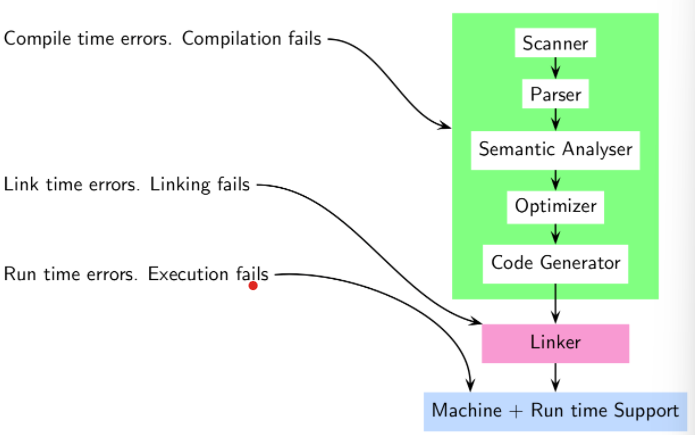 Compile time errors. Compilation fails
Scanner
Parser
Semantic Analyser
Link time errors. Linking fails
Optimizer
Code Generator
Run time errors. Execution fails
Linker
Machine + Run time Support